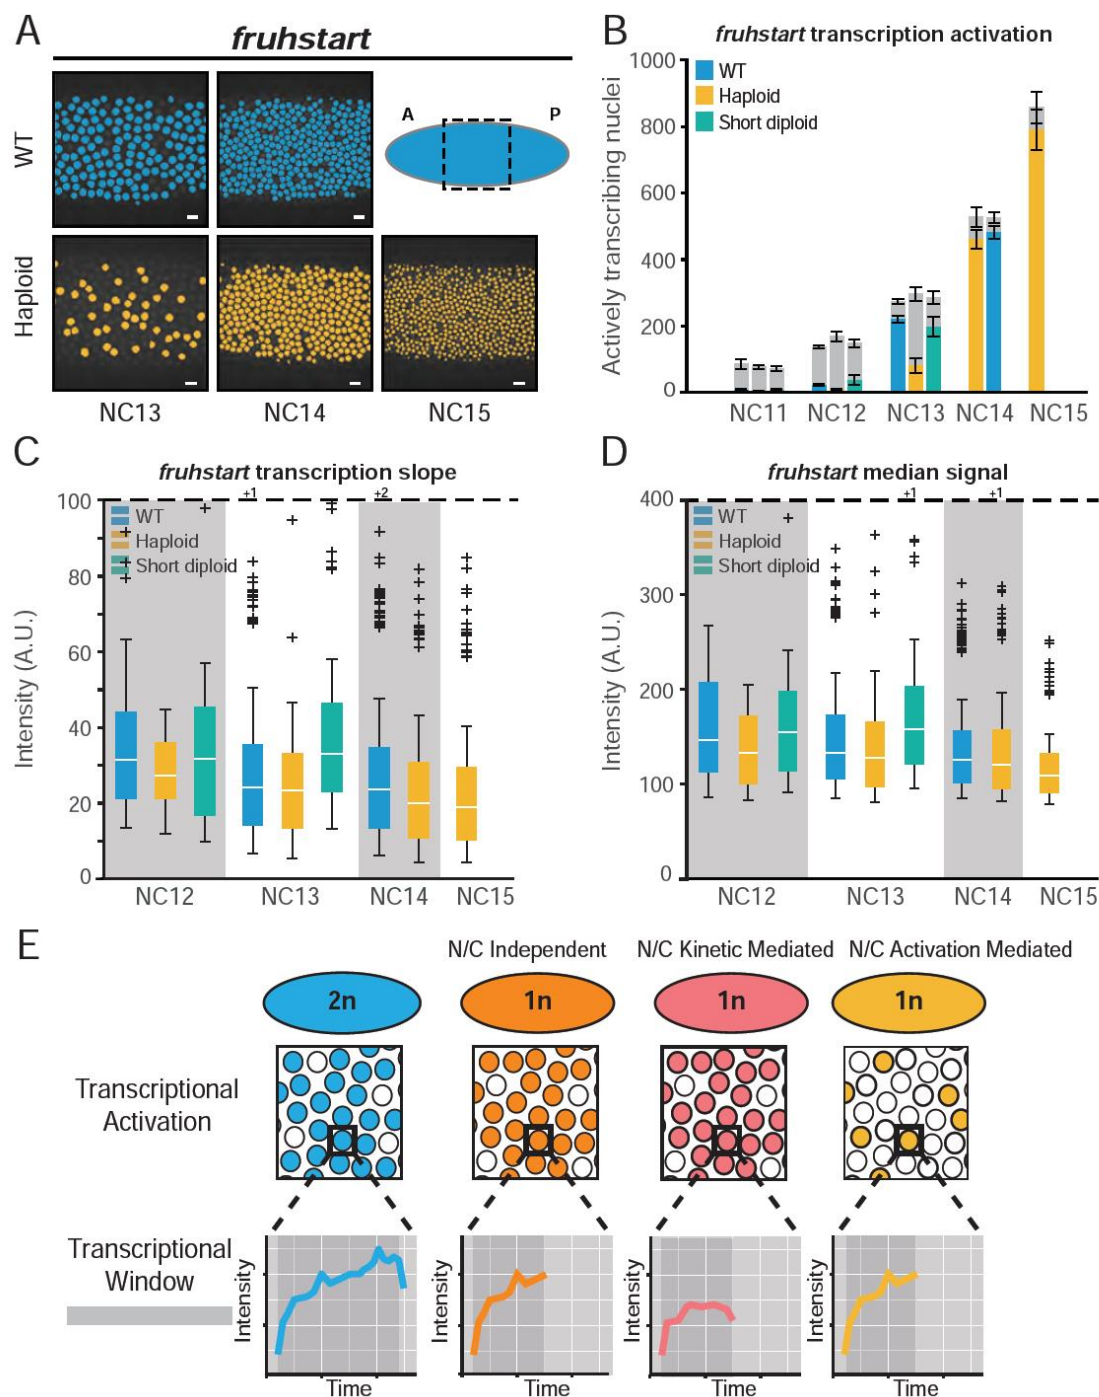 A
fruhstart
WT
A
P
Haploid
NC13
NC14
NC15
B
fruhstart transcription activation
WT
Haploid
Short diploid
Actively transcribing nuclei
1000
800
600
400
200
0
NC11
NC12
NC13
NC14
NC15
C
fruhstart transcription slope
+1
+2
WT
Haploid
Short diploid
Intensity (A.U.)
100
80
60
40
20
0
NC12
NC13
NC14
NC15
D
fruhstart median signal
+1
+1
WT
Haploid
Short diploid
Intensity (A.U.)
400
300
200
100
0
NC12
NC13
NC14
NC15
E
N/C Independent
N/C Kinetic Mediated
N/C Activation Mediated
2n
1n
1n
1n
Transcriptional
Activation
Transcriptional
Window
Intensity
Time
Intensity
Time
Intensity
Time
Intensity
Time